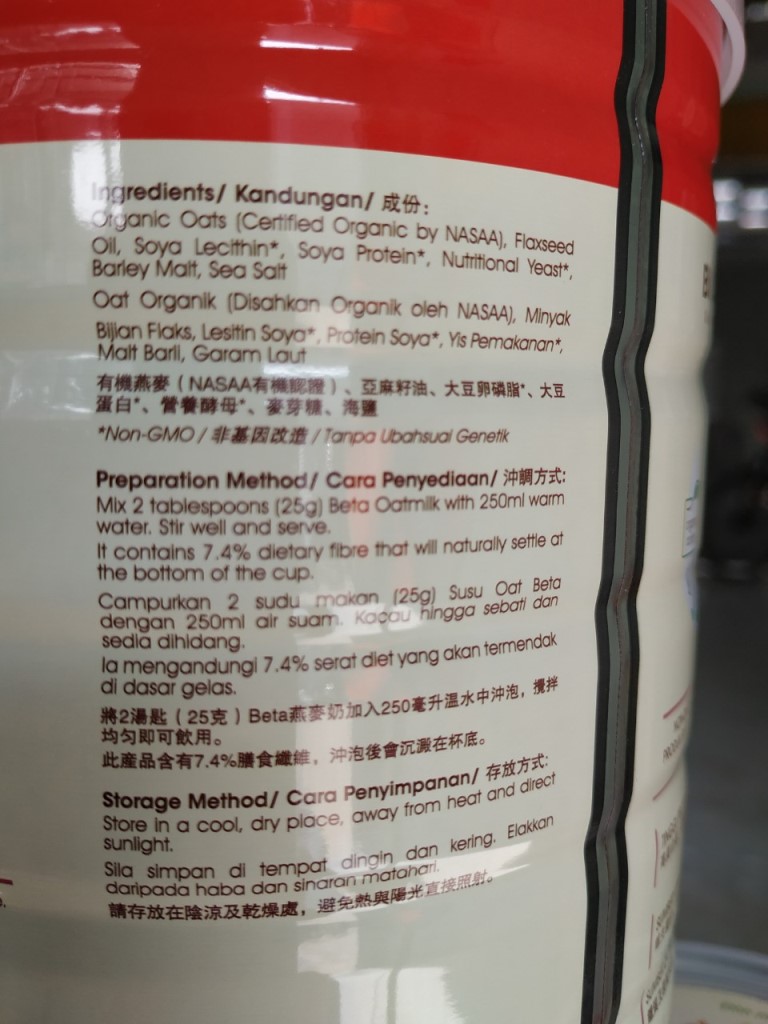 Ingredients/ Kandungan/ 成份：
Organic Oats (Certified Organic by NASAA), Flaxseed
Oil, Soya Lecithin*, Soya Protein*, Nutritional Yeast*,
Barley Malt, Sea Salt
Oat Organik (Disahkan Organik oleh NASAA), Minyak
Bijian Flaks, Lesitin Soya*, Protein Soya*, Yis Pemakanan*,
Malt Barli, Garam Laut
有機燕麥（NASAA有機認證）、亞麻籽油、大豆卵磷脂*、大豆
蛋白*、營養酵母*、麥芽糖、海鹽
*Non-GMO / 非基因改造 / Tanpa Ubahsuai Genetik
Preparation Method/ Cara Penyediaan/ 沖調方式:
Mix 2 tablespoons (25g) Beta Oatmilk with 250ml warm
water. Stir well and serve.
It contains 7.4% dietary fibre that will naturally settle at
the bottom of the cup.
Campurkan 2 sudu makan (25g) Susu Oat Beta
dengan 250ml air suam. Kacau hingga sebati dan
sedia dihidang.
Ia mengandungi 7.4% serat diet yang akan termendak
di dasar gelas.
將2湯匙（25克）Beta燕麥奶加入250毫升溫水中沖泡，攪拌
均勻即可飲用。
此產品含有7.4%膳食纖維，沖泡後會沉澱在杯底。
Storage Method/ Cara Penyimpanan/ 存放方式:
Store in a cool, dry place, away from heat and direct
sunlight.
Sila simpan di tempat dingin dan kering. Elakkan
daripada haba dan sinaran matahari.
請存放在陰涼及乾燥處，避免熱與陽光直接照射。